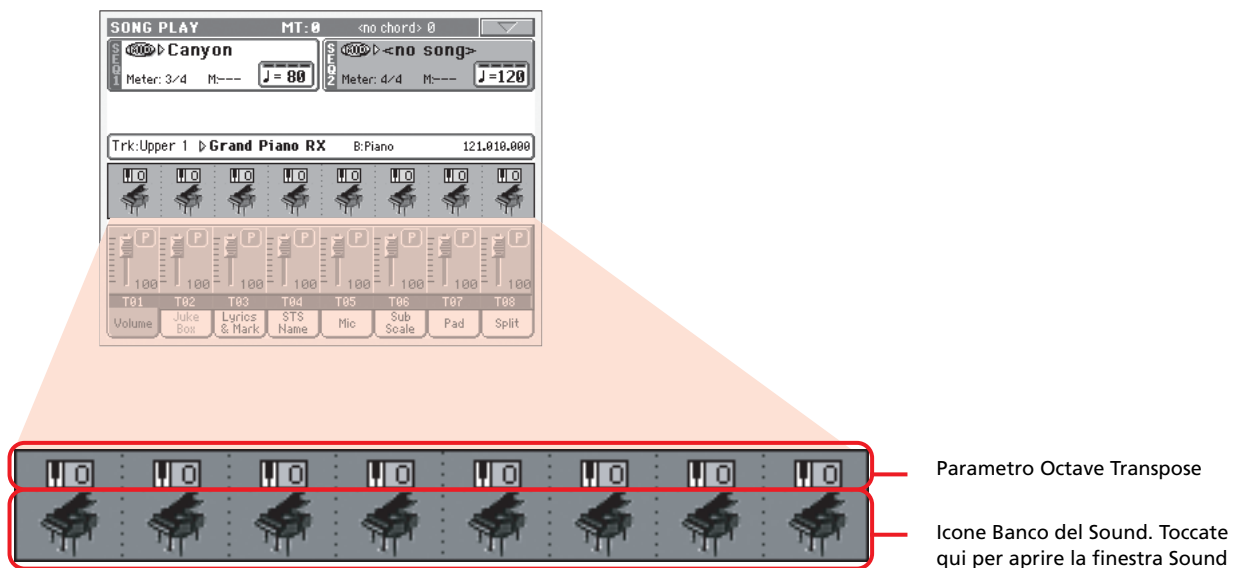 SONG PLAY MT:0 <no chord> 0
SEQ1 Canyon
Meter: 3/4 M:--- ♩= 80
SEQ2 <no song>
Meter: 4/4 M:--- ♩=120
Trk:Upper 1 Grand Piano RX B:Piano 121.010.000
0 0 0 0 0 0 0 0
P P P P P P P P
100 100 100 100 100 100 100 100
T01 T02 T03 T04 T05 T06 T07 T08
Volume Juke Box Lyrics & Mark STS Name Mic Sub Scale Pad Split
0 0 0 0 0 0 0 0
Parametro Octave Transpose
Icone Banco del Sound. Toccate
qui per aprire la finestra Sound